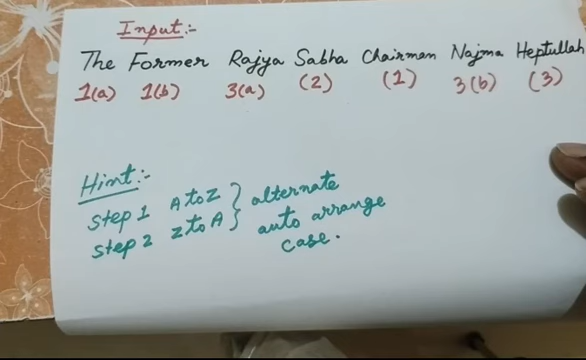 Input:-
The Former Rajya Sabha Chairman Najma Heptullah
1(a) 1(b) 3(a) (2) (1) 3(b) (3)
Hint:-
Step 1 A to Z } alternate
Step 2 Z to A } auto arrange
case.